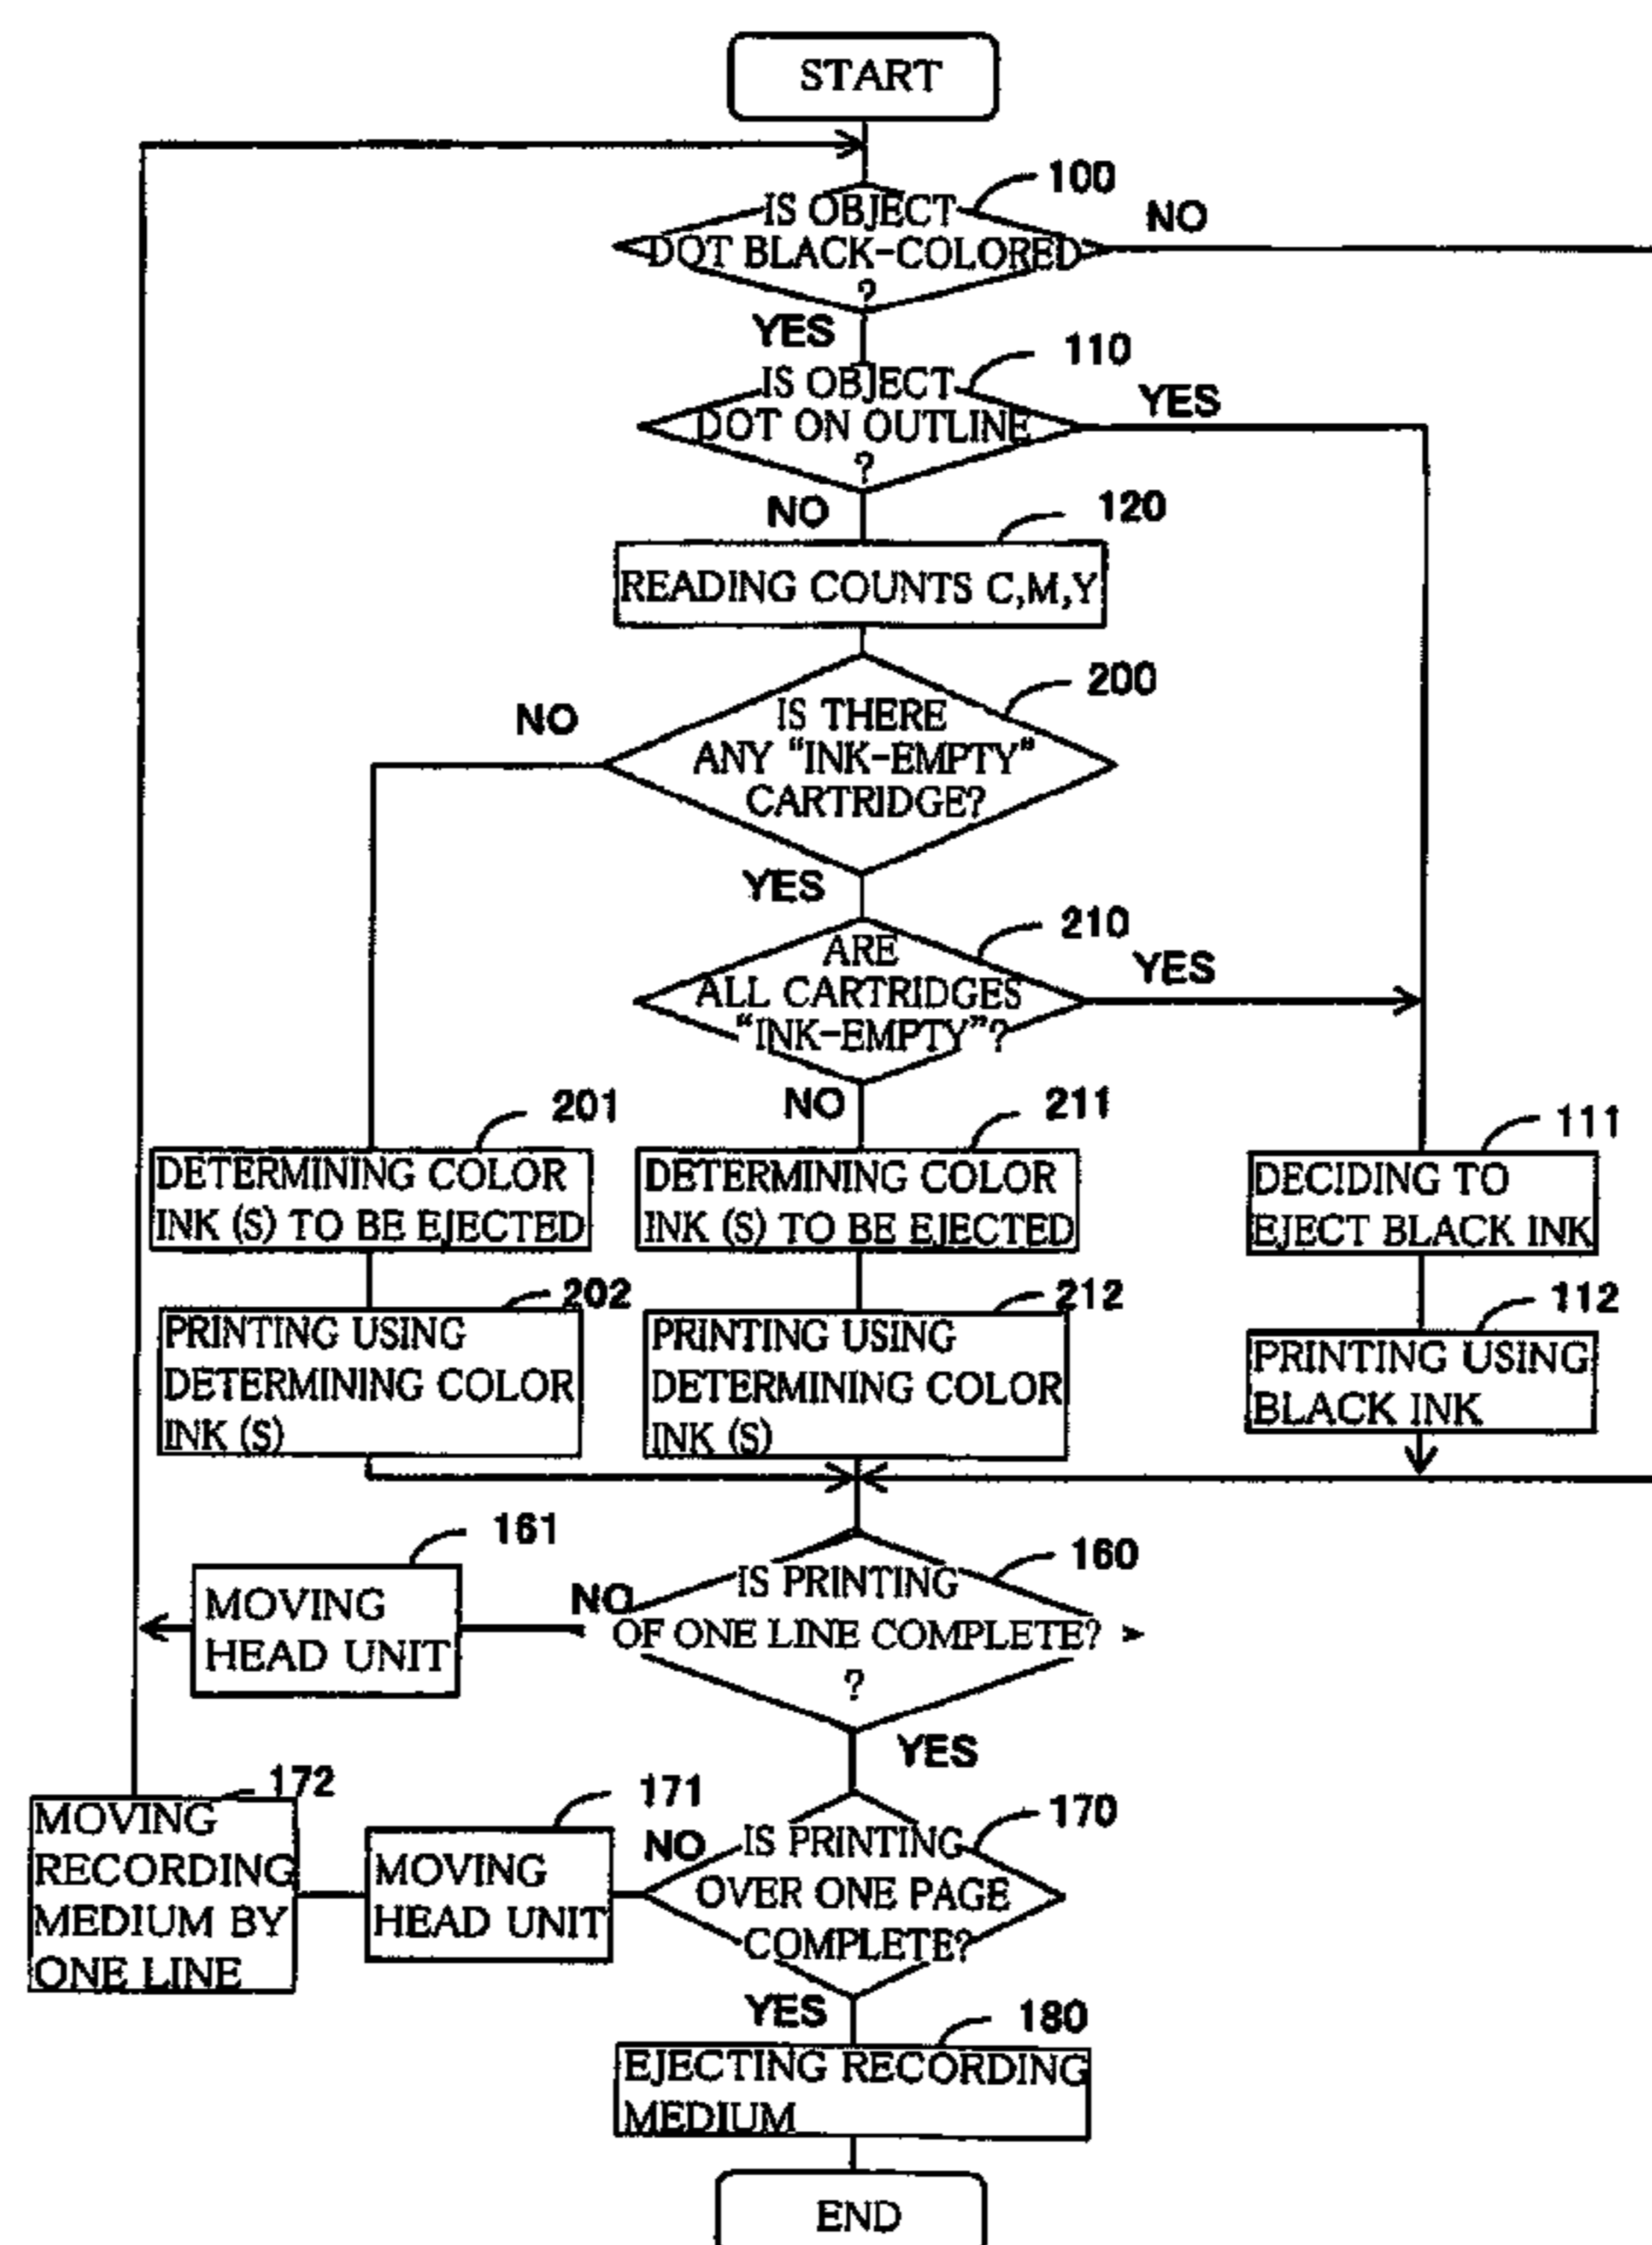 START
100
IS OBJECT
DOT BLACK-COLORED
?
NO
YES
110
IS OBJECT
DOT ON OUTLINE
?
YES
NO
120
READING COUNTS C,M,Y
200
IS THERE
ANY “INK-EMPTY”
CARTRIDGE?
NO
YES
210
ARE
ALL CARTRIDGES
“INK-EMPTY”?
YES
NO
201
DETERMINING COLOR
INK (S) TO BE EJECTED
211
DETERMINING COLOR
INK (S) TO BE EJECTED
111
DECIDING TO
EJECT BLACK INK
202
PRINTING USING
DETERMINING COLOR
INK (S)
212
PRINTING USING
DETERMINING COLOR
INK (S)
112
PRINTING USING
BLACK INK
161
MOVING
HEAD UNIT
NO
160
IS PRINTING
OF ONE LINE COMPLETE?
?
YES
172
MOVING
RECORDING
MEDIUM BY
ONE LINE
171
MOVING
HEAD UNIT
NO
170
IS PRINTING
OVER ONE PAGE
COMPLETE?
YES
180
EJECTING RECORDING
MEDIUM
END